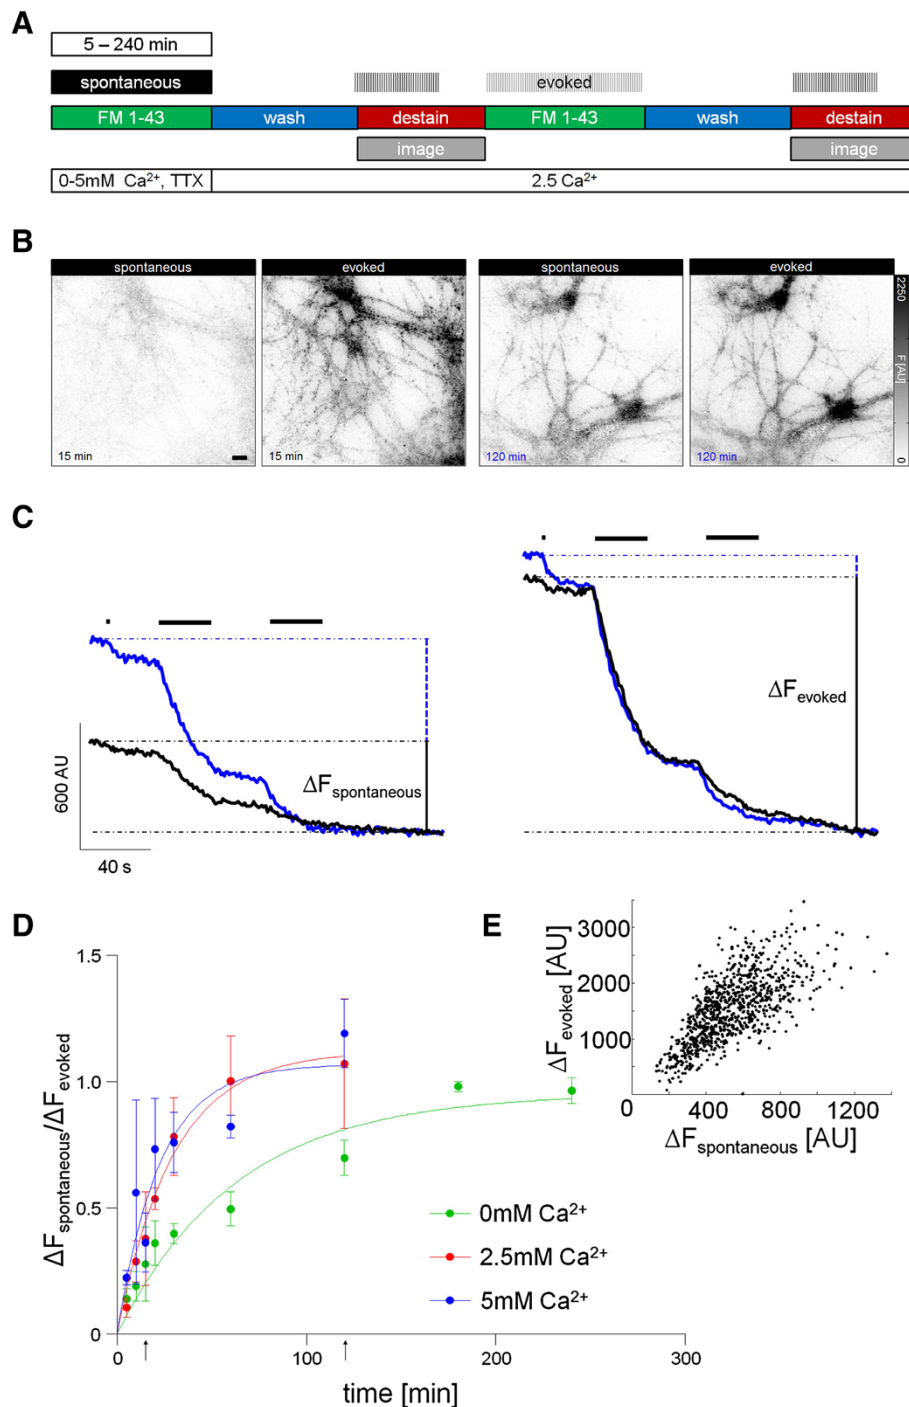 A
5 – 240 min
spontaneous
evoked
FM 1-43 wash destain FM 1-43 wash destain
image image
0-5mM Ca²⁺, TTX 2.5 Ca²⁺
B
spontaneous evoked spontaneous evoked
2250
F [AU]
0
15 min 15 min 120 min 120 min
C
ΔFspontaneous
ΔFevoked
600 AU
40 s
D
1.5
1.0
0.5
0
ΔFspontaneous/ΔFevoked
0mM Ca²⁺
2.5mM Ca²⁺
5mM Ca²⁺
0 100 200 300
time [min]
E
3000
2000
1000
ΔFevoked [AU]
0 400 800 1200
ΔFspontaneous [AU]